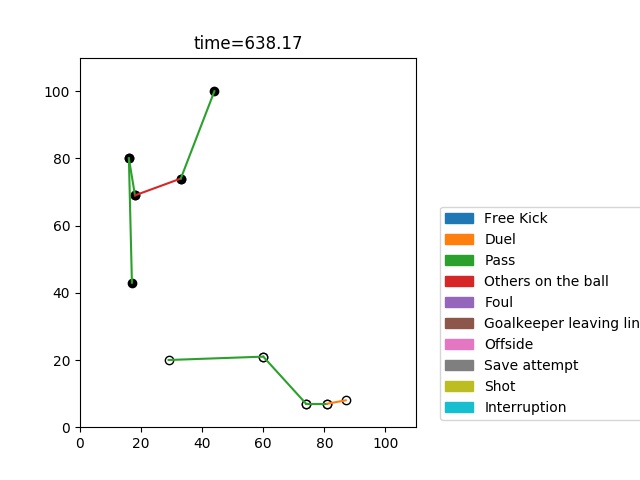 time=638.17
100
80
60
40
20
0
0 20 40 60 80 100
Free Kick
Duel
Pass
Others on the ball
Foul
Goalkeeper leaving lin
Offside
Save attempt
Shot
Interruption